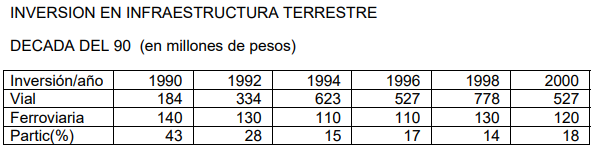 INVERSION EN INFRAESTRUCTURA TERRESTRE
DECADA DEL 90 (en millones de pesos)
Inversión/año 1990 1992 1994 1996 1998 2000
Vial 184 334 623 527 778 527
Ferroviaria 140 130 110 110 130 120
Partic(%) 43 28 15 17 14 18